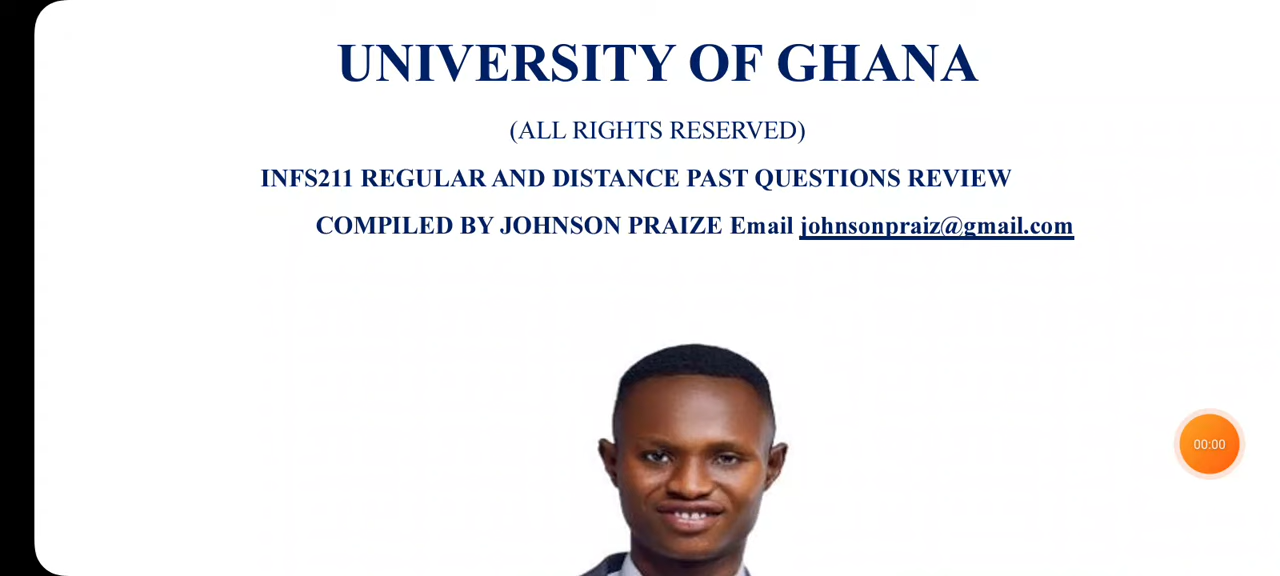 UNIVERSITY OF GHANA
(ALL RIGHTS RESERVED)
INFS211 REGULAR AND DISTANCE PAST QUESTIONS REVIEW
COMPILED BY JOHNSON PRAIZE Email johnsonpraiz@gmail.com
00:00